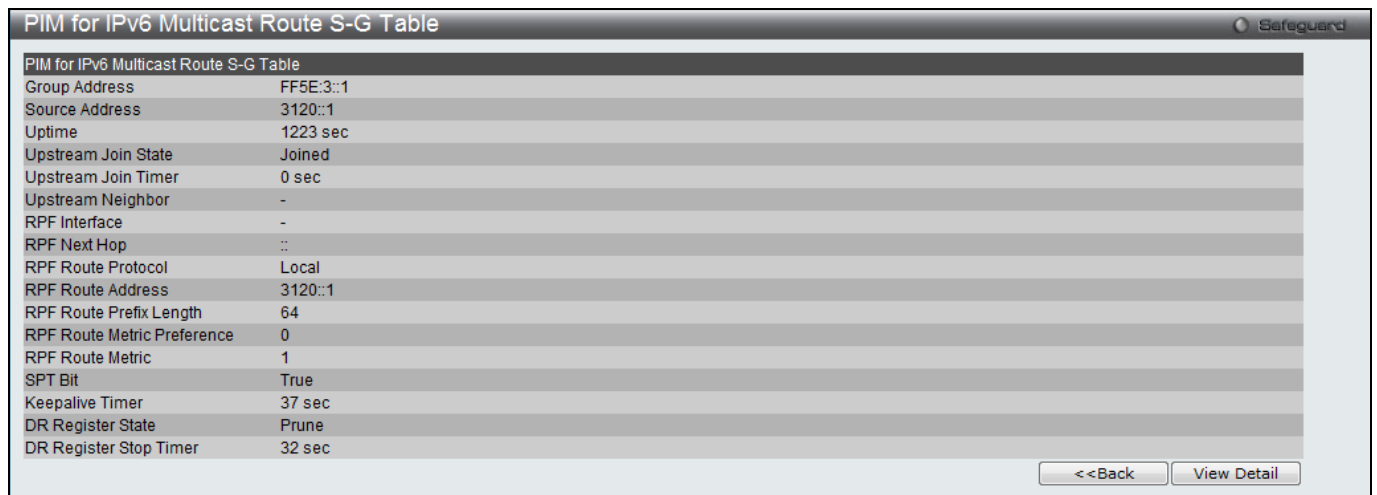 PIM for IPv6 Multicast Route S-G Table
Safeguard
PIM for IPv6 Multicast Route S-G Table
Group Address FF5E:3::1
Source Address 3120::1
Uptime 1223 sec
Upstream Join State Joined
Upstream Join Timer 0 sec
Upstream Neighbor -
RPF Interface -
RPF Next Hop ::
RPF Route Protocol Local
RPF Route Address 3120::1
RPF Route Prefix Length 64
RPF Route Metric Preference 0
RPF Route Metric 1
SPT Bit True
Keepalive Timer 37 sec
DR Register State Prune
DR Register Stop Timer 32 sec
<<Back View Detail